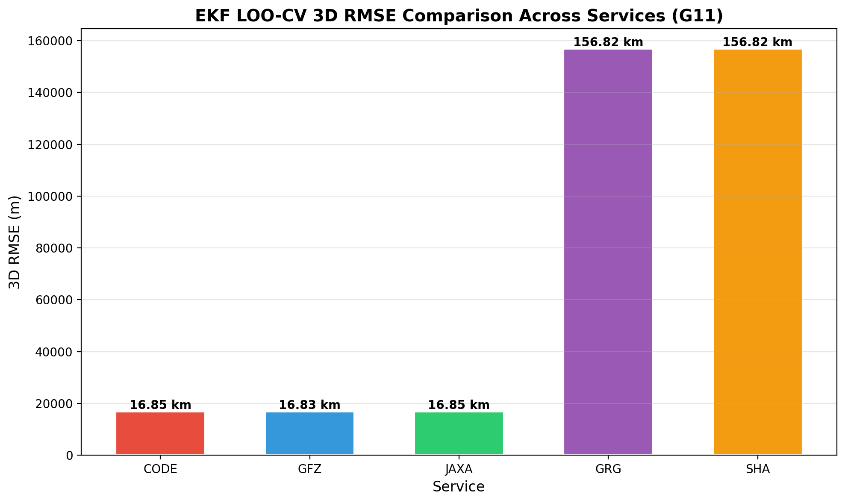 EKF LOO-CV 3D RMSE Comparison Across Services (G11)
160000
140000
120000
100000
80000
60000
40000
20000
0
3D RMSE (m)
16.85 km
16.83 km
16.85 km
156.82 km
156.82 km
CODE
GFZ
JAXA
GRG
SHA
Service